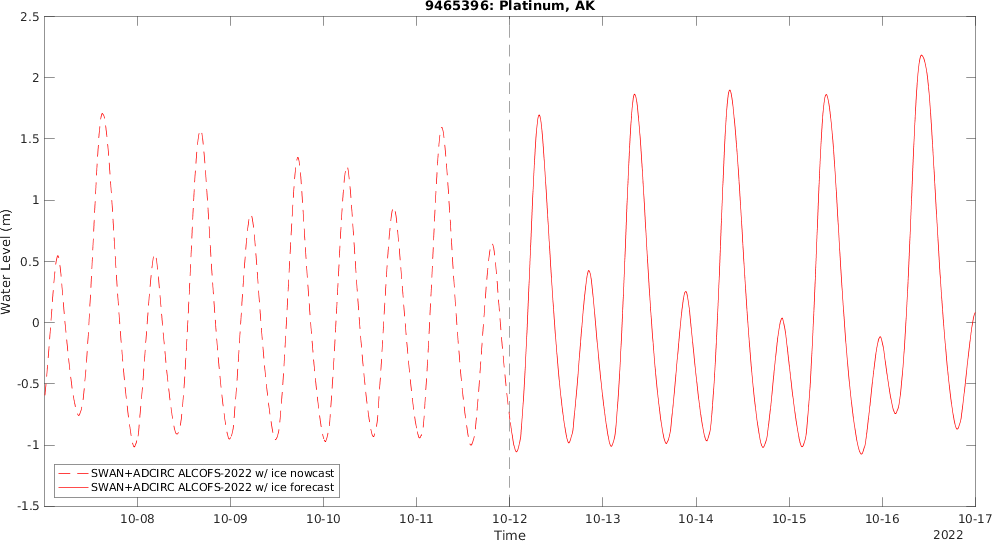 9465396: Platinum, AK
Water Level (m)
2.5
2
1.5
1
0.5
0
-0.5
-1
-1.5
SWAN+ADCIRC ALCOFS-2022 w/ ice nowcast
SWAN+ADCIRC ALCOFS-2022 w/ ice forecast
10-08 10-09 10-10 10-11 10-12 10-13 10-14 10-15 10-16 10-17
Time
2022